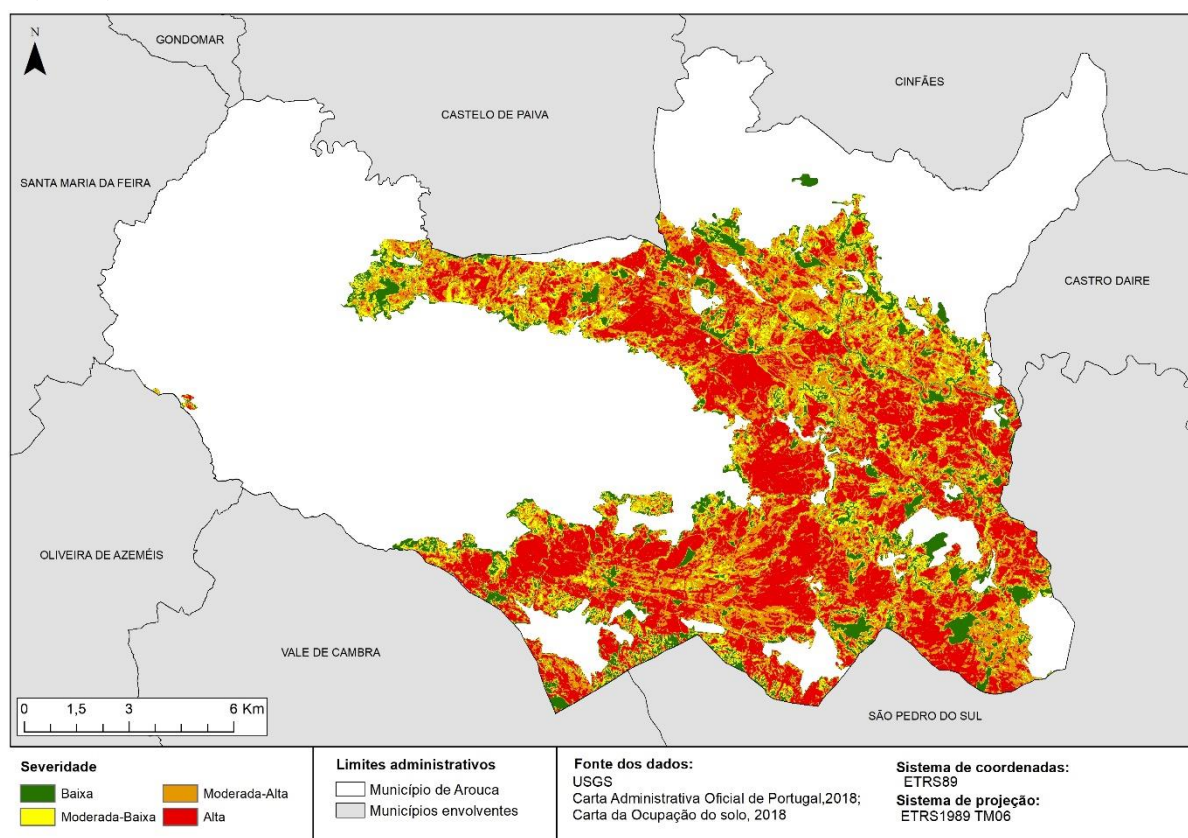 N
GONDOMAR
CINFÃES
CASTELO DE PAIVA
SANTA MARIA DA FEIRA
CASTRO DAIRE
OLIVEIRA DE AZEMÉIS
VALE DE CAMBRA
SÃO PEDRO DO SUL
0 1,5 3 6 Km
Severidade
Baixa
Moderada-Alta
Moderada-Baixa
Alta
Limites administrativos
Município de Arouca
Municípios envolventes
Fonte dos dados:
USGS
Carta Administrativa Oficial de Portugal,2018;
Carta da Ocupação do solo, 2018
Sistema de coordenadas:
ETRS89
Sistema de projeção:
ETRS1989 TM06